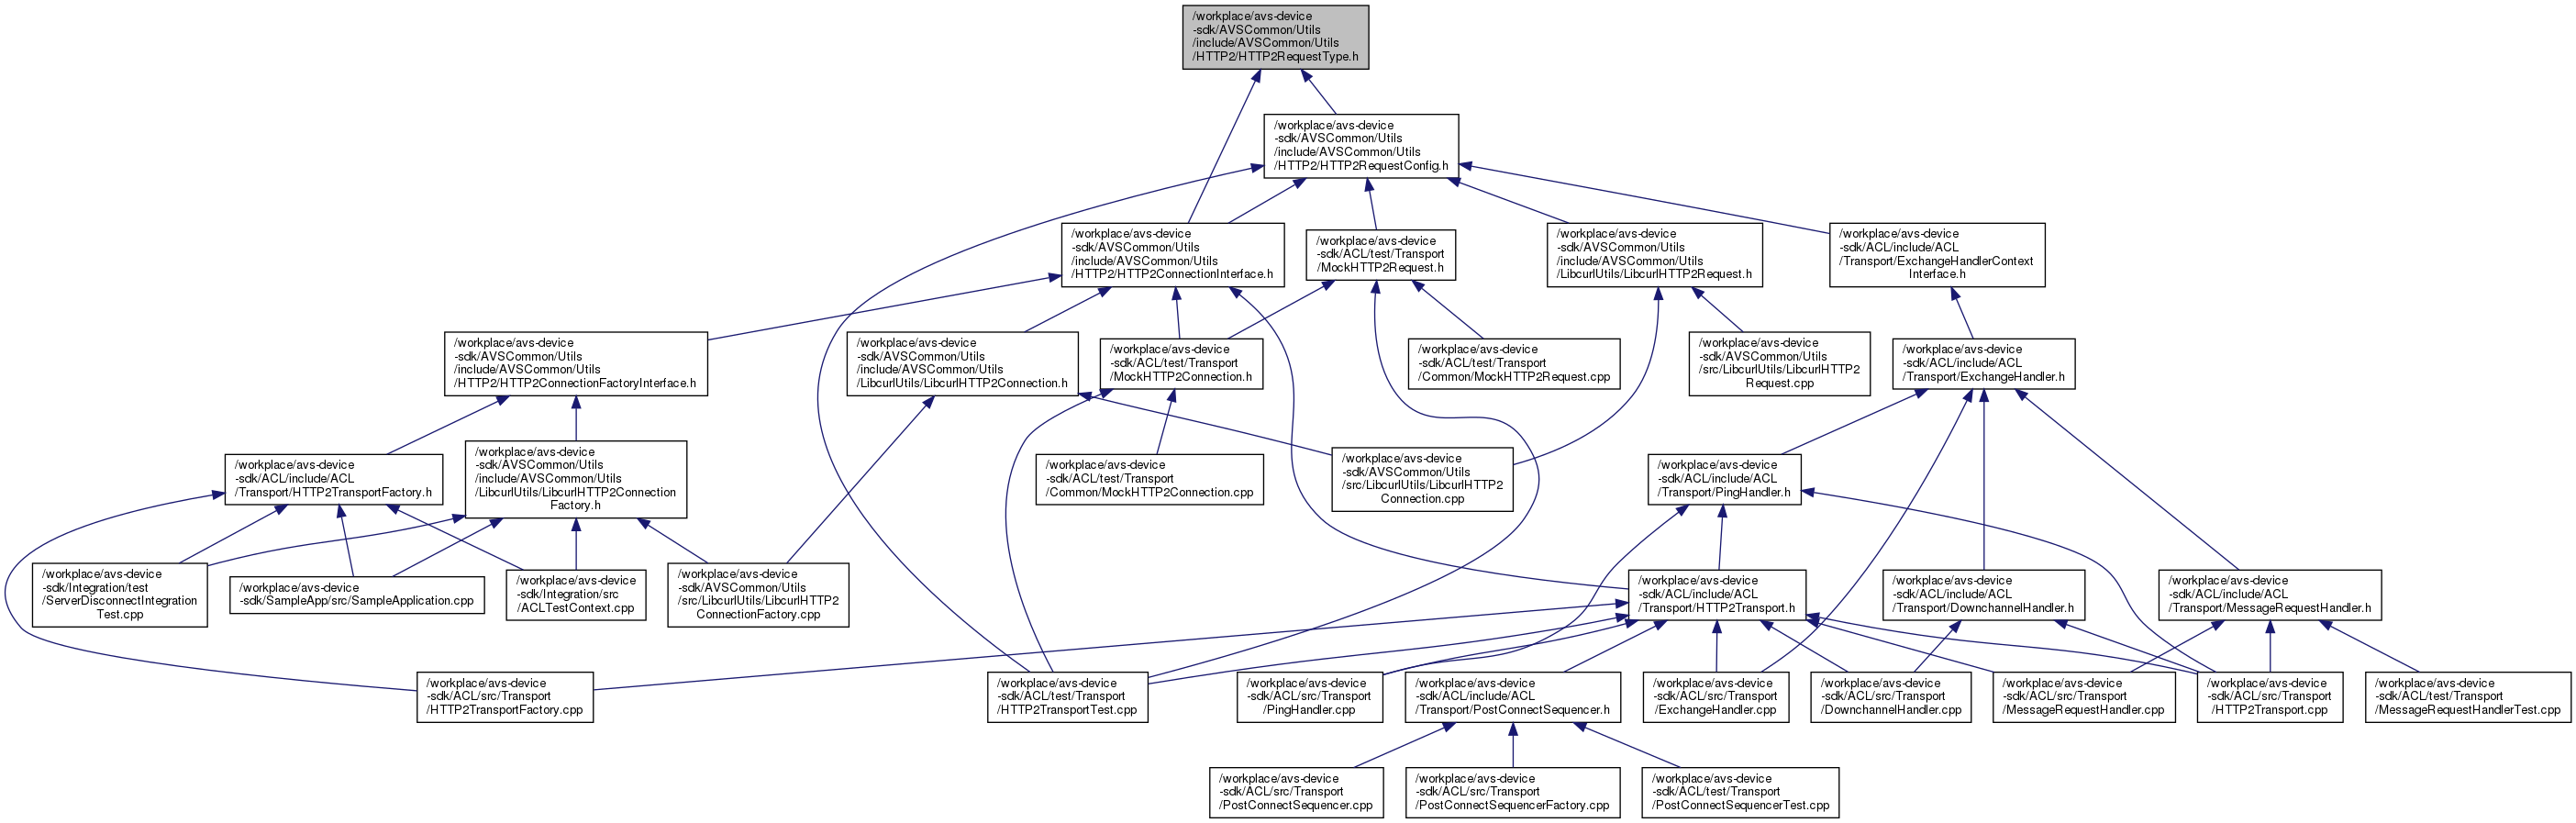 /workplace/avs-device
-sdk/AVSCommon/Utils
/include/AVSCommon/Utils
/HTTP2/HTTP2RequestType.h
/workplace/avs-device
-sdk/AVSCommon/Utils
/include/AVSCommon/Utils
/HTTP2/HTTP2RequestConfig.h
/workplace/avs-device
-sdk/AVSCommon/Utils
/include/AVSCommon/Utils
/HTTP2/HTTP2ConnectionInterface.h
/workplace/avs-device
-sdk/ACL/test/Transport
/MockHTTP2Request.h
/workplace/avs-device
-sdk/AVSCommon/Utils
/include/AVSCommon/Utils
/LibcurlUtils/LibcurlHTTP2Request.h
/workplace/avs-device
-sdk/ACL/include/ACL
/Transport/ExchangeHandlerContext
Interface.h
/workplace/avs-device
-sdk/AVSCommon/Utils
/include/AVSCommon/Utils
/HTTP2/HTTP2ConnectionFactoryInterface.h
/workplace/avs-device
-sdk/AVSCommon/Utils
/include/AVSCommon/Utils
/LibcurlUtils/LibcurlHTTP2Connection.h
/workplace/avs-device
-sdk/ACL/test/Transport
/MockHTTP2Connection.h
/workplace/avs-device
-sdk/ACL/test/Transport
/Common/MockHTTP2Request.cpp
/workplace/avs-device
-sdk/AVSCommon/Utils
/src/LibcurlUtils/LibcurlHTTP2
Request.cpp
/workplace/avs-device
-sdk/ACL/include/ACL
/Transport/ExchangeHandler.h
/workplace/avs-device
-sdk/ACL/include/ACL
/Transport/HTTP2TransportFactory.h
/workplace/avs-device
-sdk/AVSCommon/Utils
/include/AVSCommon/Utils
/LibcurlUtils/LibcurlHTTP2Connection
Factory.h
/workplace/avs-device
-sdk/ACL/test/Transport
/Common/MockHTTP2Connection.cpp
/workplace/avs-device
-sdk/AVSCommon/Utils
/src/LibcurlUtils/LibcurlHTTP2
Connection.cpp
/workplace/avs-device
-sdk/ACL/include/ACL
/Transport/PingHandler.h
/workplace/avs-device
-sdk/Integration/test
/ServerDisconnectIntegration
Test.cpp
/workplace/avs-device
-sdk/SampleApp/src/SampleApplication.cpp
/workplace/avs-device
-sdk/Integration/src
/ACLTestContext.cpp
/workplace/avs-device
-sdk/AVSCommon/Utils
/src/LibcurlUtils/LibcurlHTTP2
ConnectionFactory.cpp
/workplace/avs-device
-sdk/ACL/include/ACL
/Transport/HTTP2Transport.h
/workplace/avs-device
-sdk/ACL/include/ACL
/Transport/DownchannelHandler.h
/workplace/avs-device
-sdk/ACL/include/ACL
/Transport/MessageRequestHandler.h
/workplace/avs-device
-sdk/ACL/src/Transport
/HTTP2TransportFactory.cpp
/workplace/avs-device
-sdk/ACL/test/Transport
/HTTP2TransportTest.cpp
/workplace/avs-device
-sdk/ACL/src/Transport
/PingHandler.cpp
/workplace/avs-device
-sdk/ACL/include/ACL
/Transport/PostConnectSequencer.h
/workplace/avs-device
-sdk/ACL/src/Transport
/ExchangeHandler.cpp
/workplace/avs-device
-sdk/ACL/src/Transport
/DownchannelHandler.cpp
/workplace/avs-device
-sdk/ACL/src/Transport
/MessageRequestHandler.cpp
/workplace/avs-device
-sdk/ACL/src/Transport
/HTTP2Transport.cpp
/workplace/avs-device
-sdk/ACL/test/Transport
/MessageRequestHandlerTest.cpp
/workplace/avs-device
-sdk/ACL/src/Transport
/PostConnectSequencer.cpp
/workplace/avs-device
-sdk/ACL/src/Transport
/PostConnectSequencerFactory.cpp
/workplace/avs-device
-sdk/ACL/test/Transport
/PostConnectSequencerTest.cpp